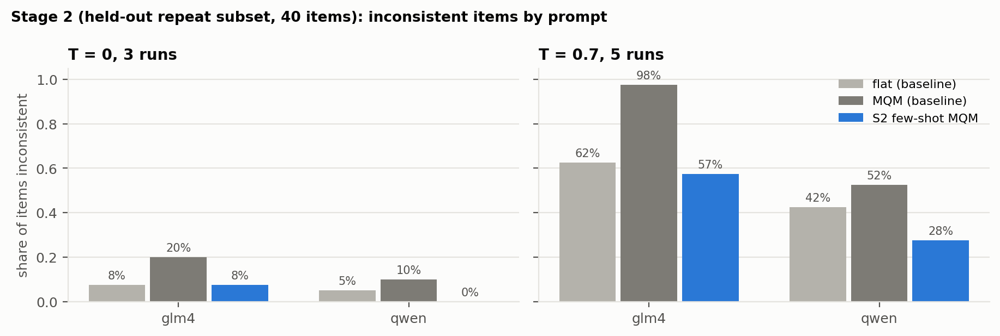 Stage 2 (held-out repeat subset, 40 items): inconsistent items by prompt
T = 0, 3 runs
share of items inconsistent
1.0
0.8
0.6
0.4
0.2
0.0
8%
20%
8%
5%
10%
0%
glm4
qwen
T = 0.7, 5 runs
98%
62%
57%
42%
52%
28%
flat (baseline)
MQM (baseline)
S2 few-shot MQM
glm4
qwen